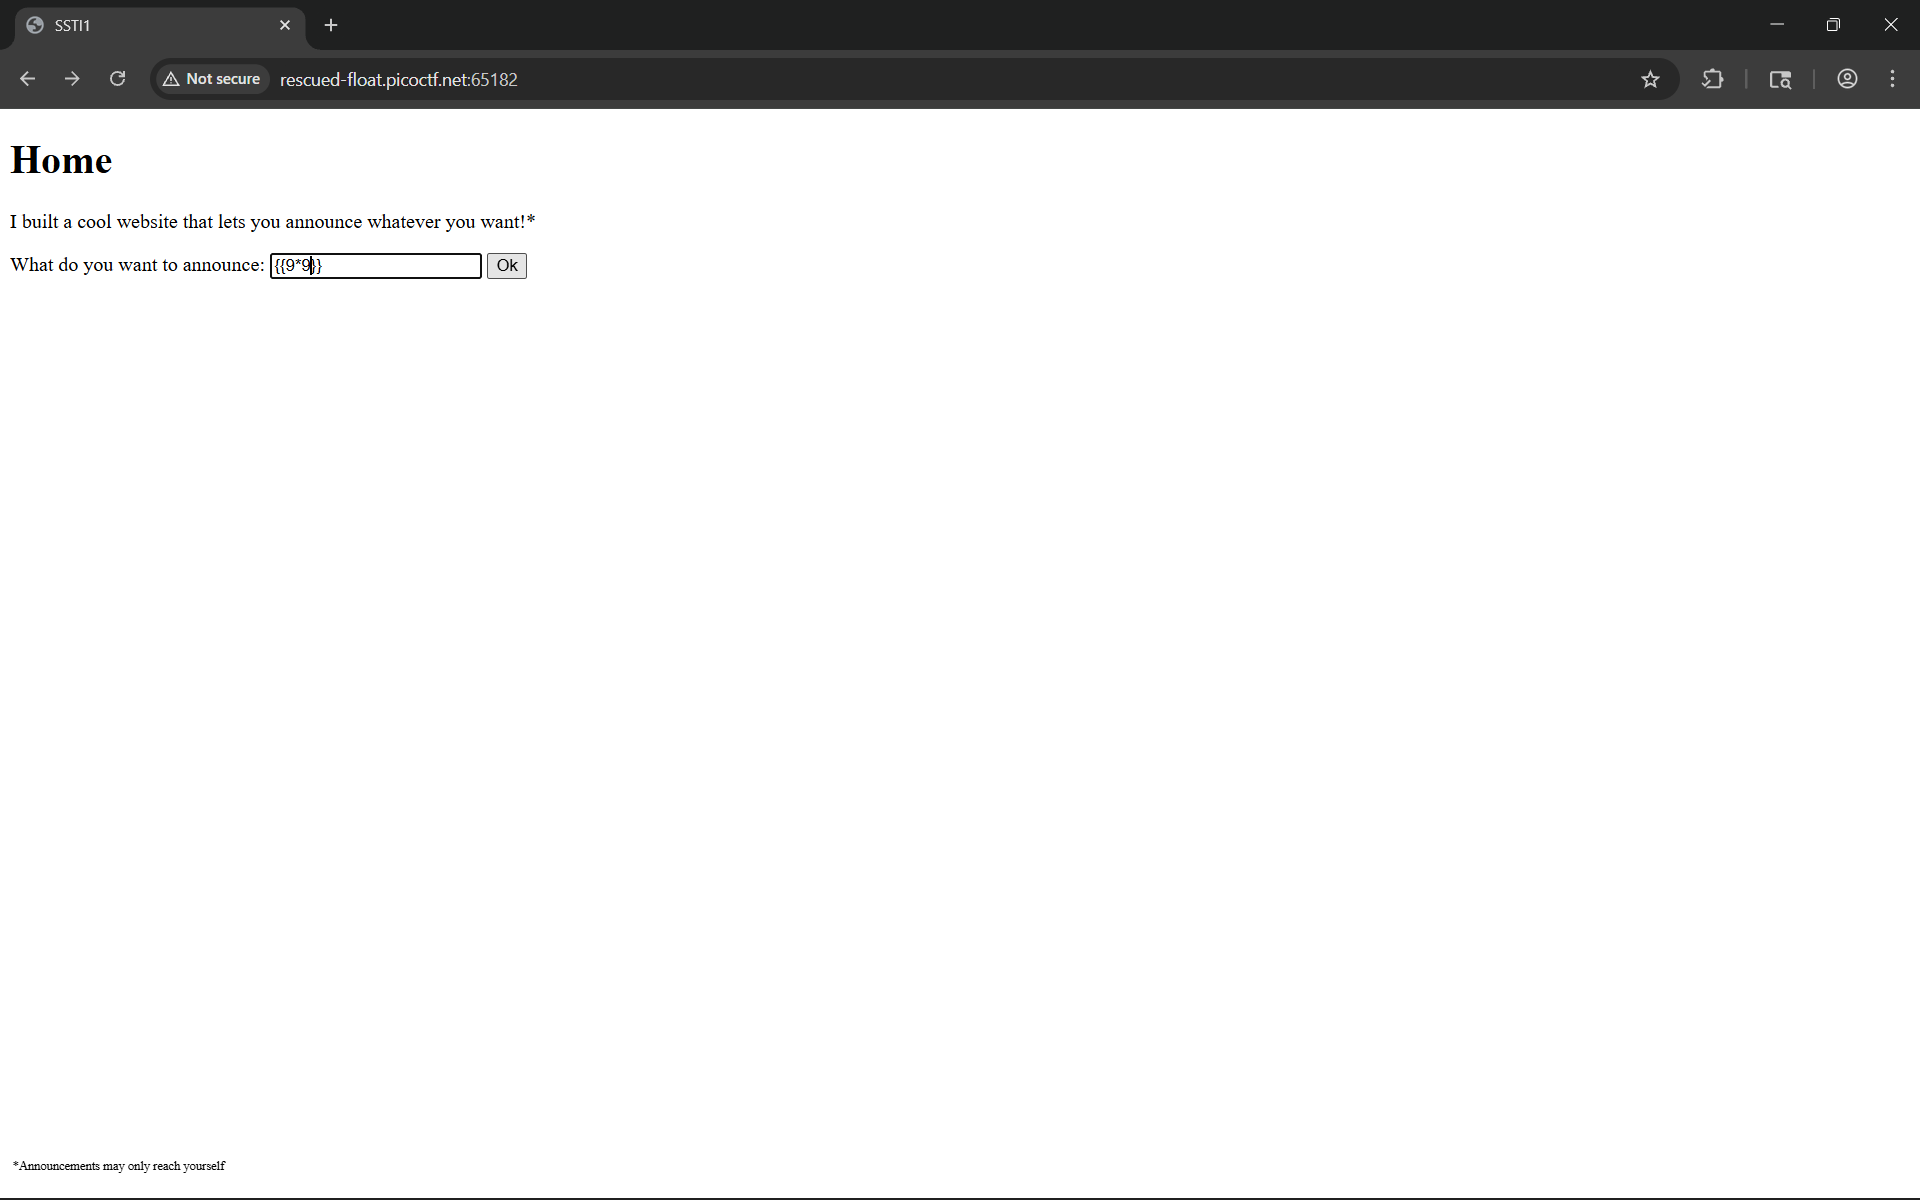 SSTI1
Not secure
rescued-float.picoctf.net:65182
Home
I built a cool website that lets you announce whatever you want!*
What do you want to announce: {{9*9}} Ok
*Announcements may only reach yourself